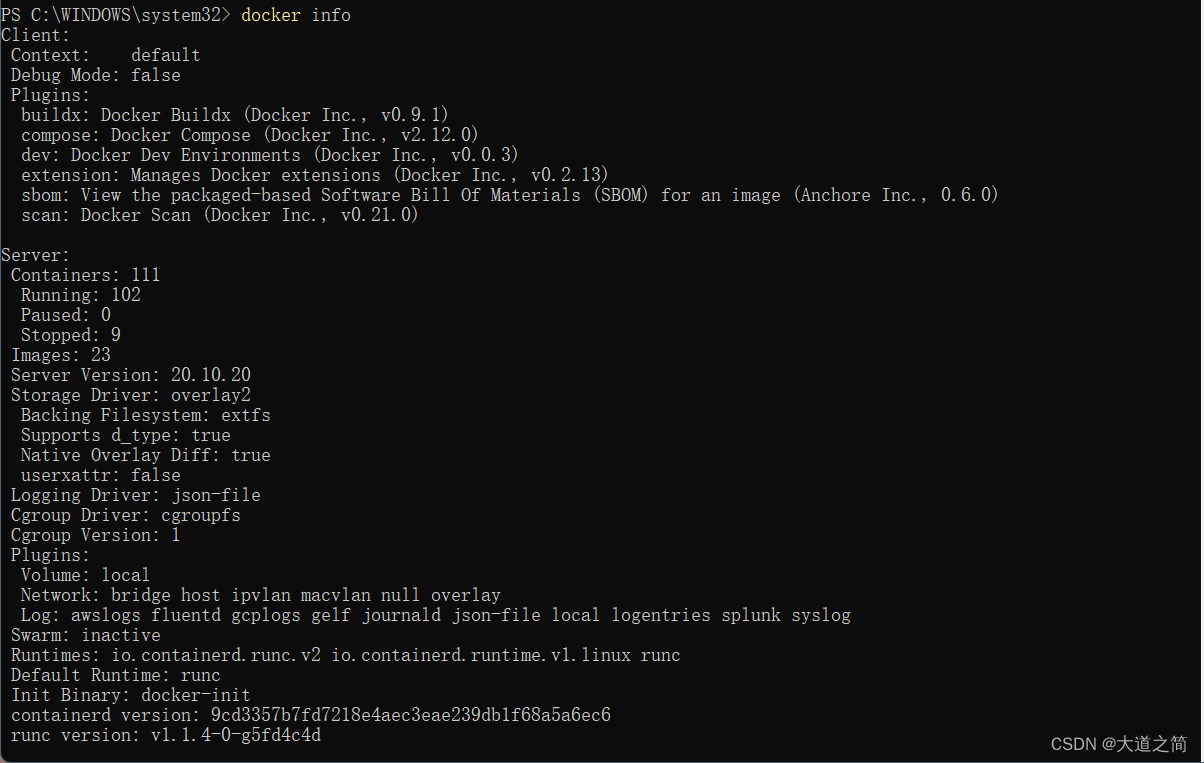 PS C:\WINDOWS\system32> docker info
Client:
 Context:    default
 Debug Mode: false
 Plugins:
  buildx: Docker Buildx (Docker Inc., v0.9.1)
  compose: Docker Compose (Docker Inc., v2.12.0)
  dev: Docker Dev Environments (Docker Inc., v0.0.3)
  extension: Manages Docker extensions (Docker Inc., v0.2.13)
  sbom: View the packaged-based Software Bill Of Materials (SBOM) for an image (Anchore Inc., 0.6.0)
  scan: Docker Scan (Docker Inc., v0.21.0)

Server:
 Containers: 111
  Running: 102
  Paused: 0
  Stopped: 9
 Images: 23
 Server Version: 20.10.20
 Storage Driver: overlay2
  Backing Filesystem: extfs
  Supports d_type: true
  Native Overlay Diff: true
  userxattr: false
 Logging Driver: json-file
 Cgroup Driver: cgroupfs
 Cgroup Version: 1
 Plugins:
  Volume: local
  Network: bridge host ipvlan macvlan null overlay
  Log: awslogs fluentd gcplogs gelf journald json-file local logentries splunk syslog
 Swarm: inactive
 Runtimes: io.containerd.runc.v2 io.containerd.runtime.v1.linux runc
 Default Runtime: runc
 Init Binary: docker-init
 containerd version: 9cd3357b7fd7218e4aec3eae239db1f68a5a6ec6
 runc version: v1.1.4-0-g5fd4c4d
CSDN @大道之简